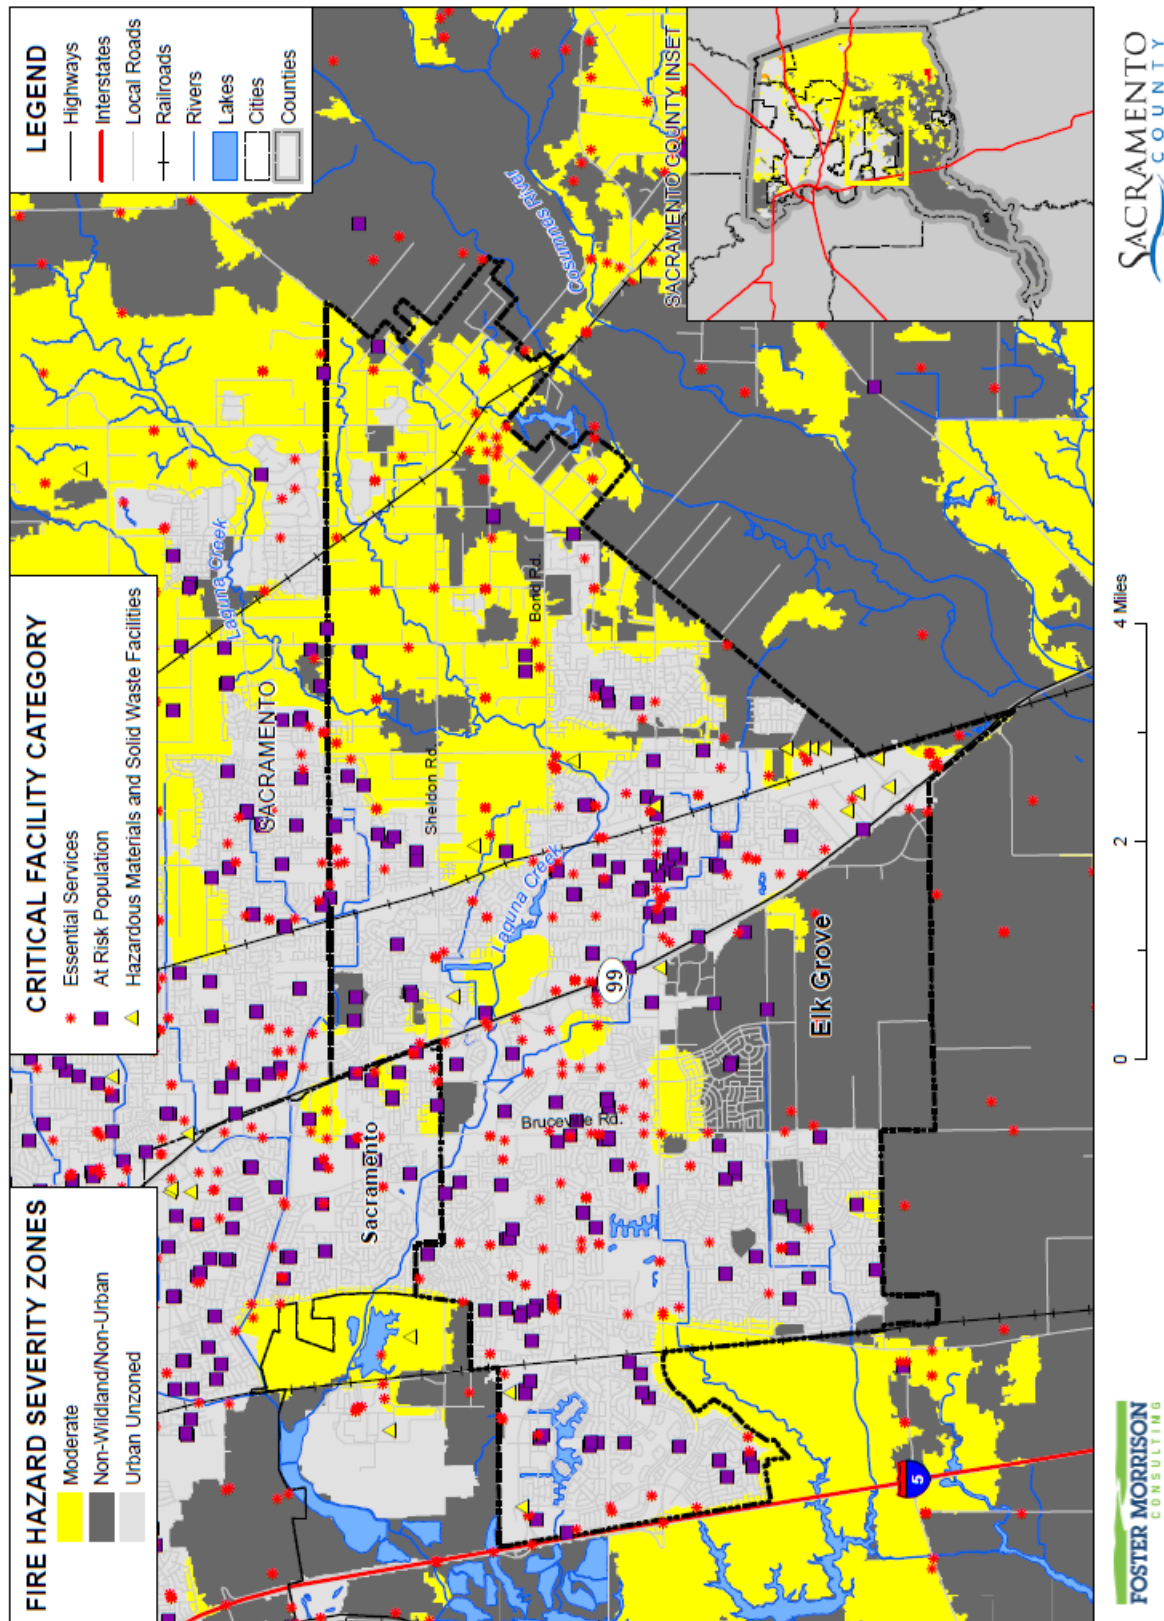 FIRE HAZARD SEVERITY ZONES
Moderate
Non-Wildland/Non-Urban
Urban Unzoned
CRITICAL FACILITY CATEGORY
Essential Services
At Risk Population
Hazardous Materials and Solid Waste Facilities
LEGEND
Highways
Interstates
Local Roads
Railroads
Rivers
Lakes
Cities
Counties
SACRAMENTO
Laguna Creek
Sacramento
Sheldon Rd.
Bond Rd.
Cosumnes River
Laguna Creek
99
Bruceville Rd.
Elk Grove
5
SACRAMENTO COUNTY INSET
0
2
4 Miles
FOSTER MORRISON
CONSULTING
SACRAMENTO
COUNTY